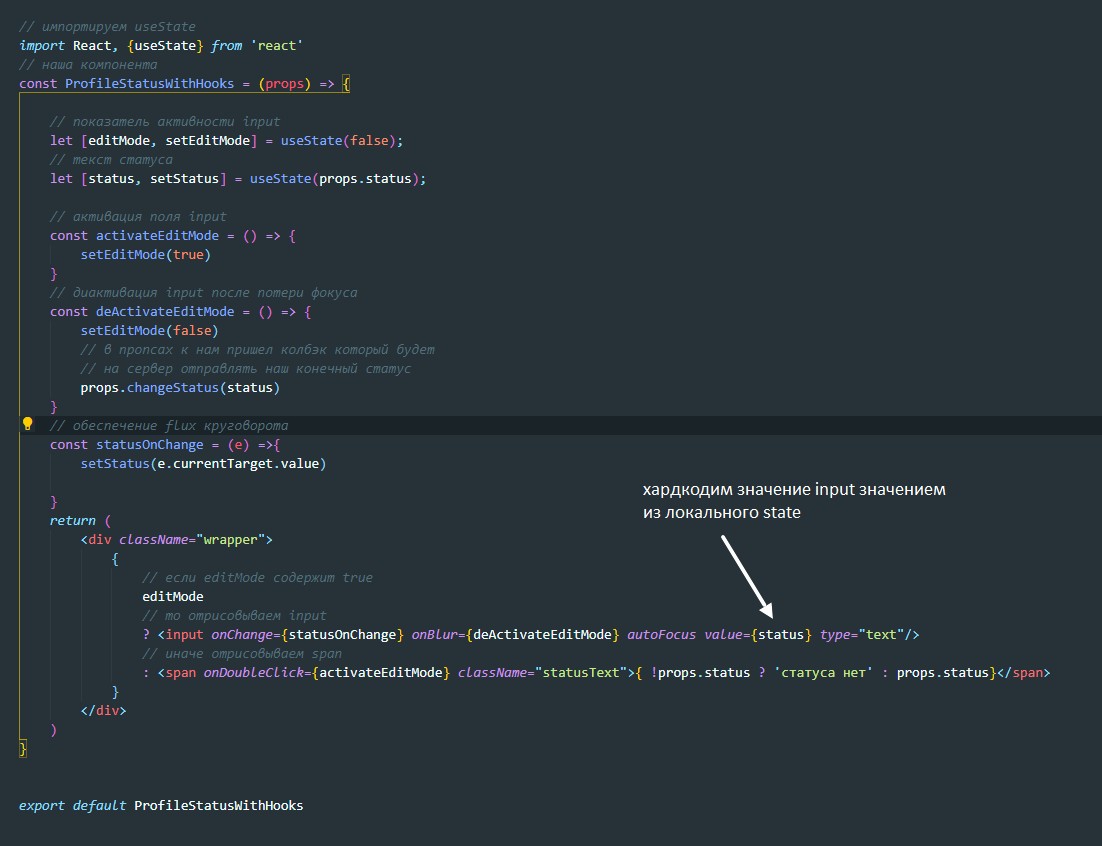 // импортируем useState
import React, {useState} from 'react'
// наша компонента
const ProfileStatusWithHooks = (props) => {
// показатель активности input
let [editMode, setEditMode] = useState(false);
// текст статуса
let [status, setStatus] = useState(props.status);
// активация поля input
const activateEditMode = () => {
setEditMode(true)
}
// диактивация input после потери фокуса
const deActivateEditMode = () => {
setEditMode(false)
// в пропсах к нам пришел колбэк который будет
// на сервер отправлять наш конечный статус
props.changeStatus(status)
}
// обеспечение flux круговорота
const statusOnChange = (e) =>{
setStatus(e.currentTarget.value)
}
хардкодим значение input значением
из локального state
return (
<div className="wrapper">
{
// если editMode содержит true
editMode
// то отрисовываем input
? <input onChange={statusOnChange} onBlur={deActivateEditMode} autoFocus value={status} type="text"/>
// иначе отрисовываем span
: <span onDoubleClick={activateEditMode} className="statusText">{ !props.status ? 'статуса нет' : props.status}</span>
}
</div>
)
}
export default ProfileStatusWithHooks